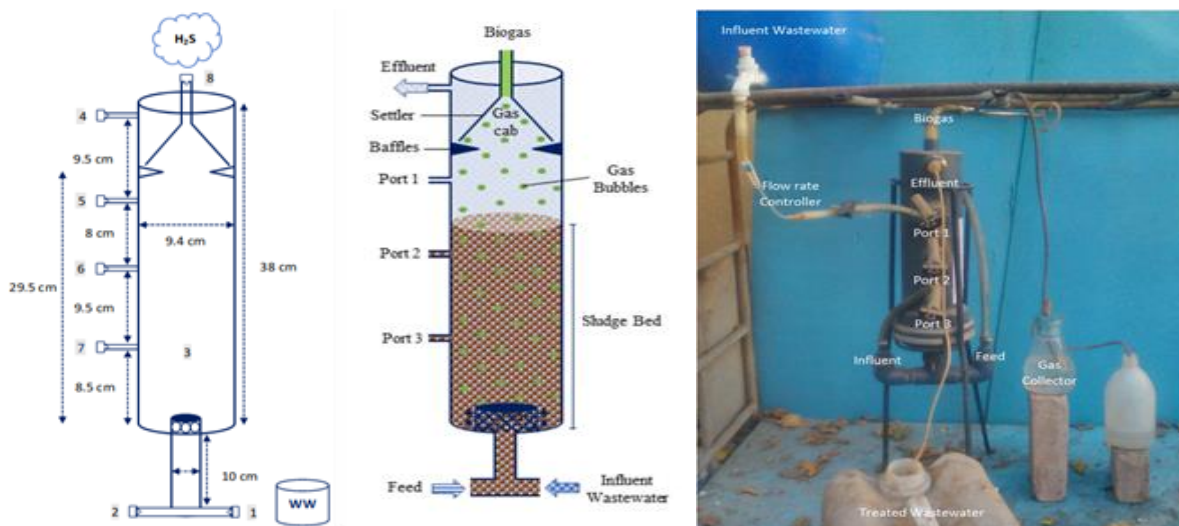 H₂S
8
4
9.5 cm
5
8 cm
9.4 cm
6
38 cm
29.5 cm
9.5 cm
7
3
8.5 cm
10 cm
2
1
WW
Biogas
Effluent
Settler
Gas
cab
Baffles
Port 1
Gas
Bubbles
Port 2
Sludge Bed
Port 3
Feed
Influent
Wastewater
Influent Wastewater
Biogas
Effluent
Flow rate
Controller
Port 1
Port 2
Port 3
Influent
Feed
Gas
Collector
Treated Wastewater